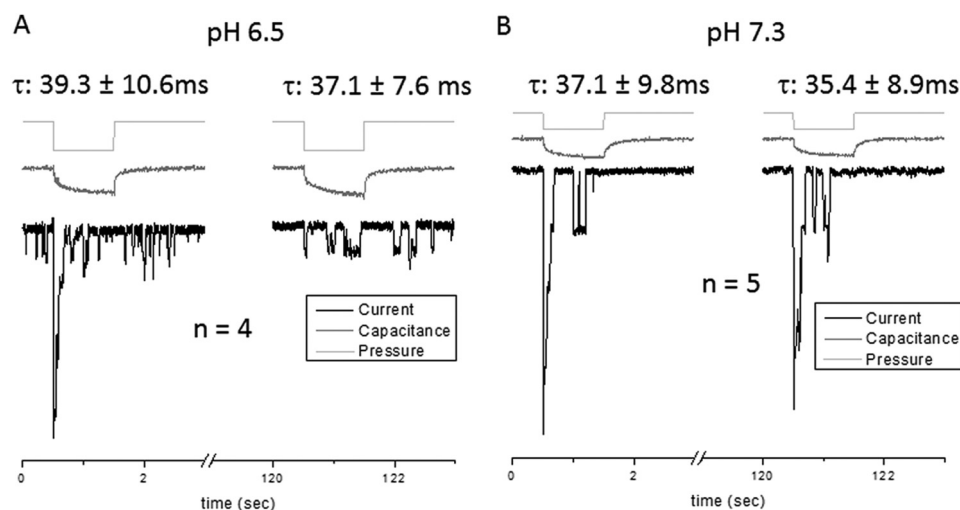 A
pH 6.5
τ: 39.3 ± 10.6ms
τ: 37.1 ± 7.6 ms
n = 4
Current
Capacitance
Pressure
0
2
120
122
time (sec)
B
pH 7.3
τ: 37.1 ± 9.8ms
τ: 35.4 ± 8.9ms
n = 5
Current
Capacitance
Pressure
0
2
120
122
time (sec)